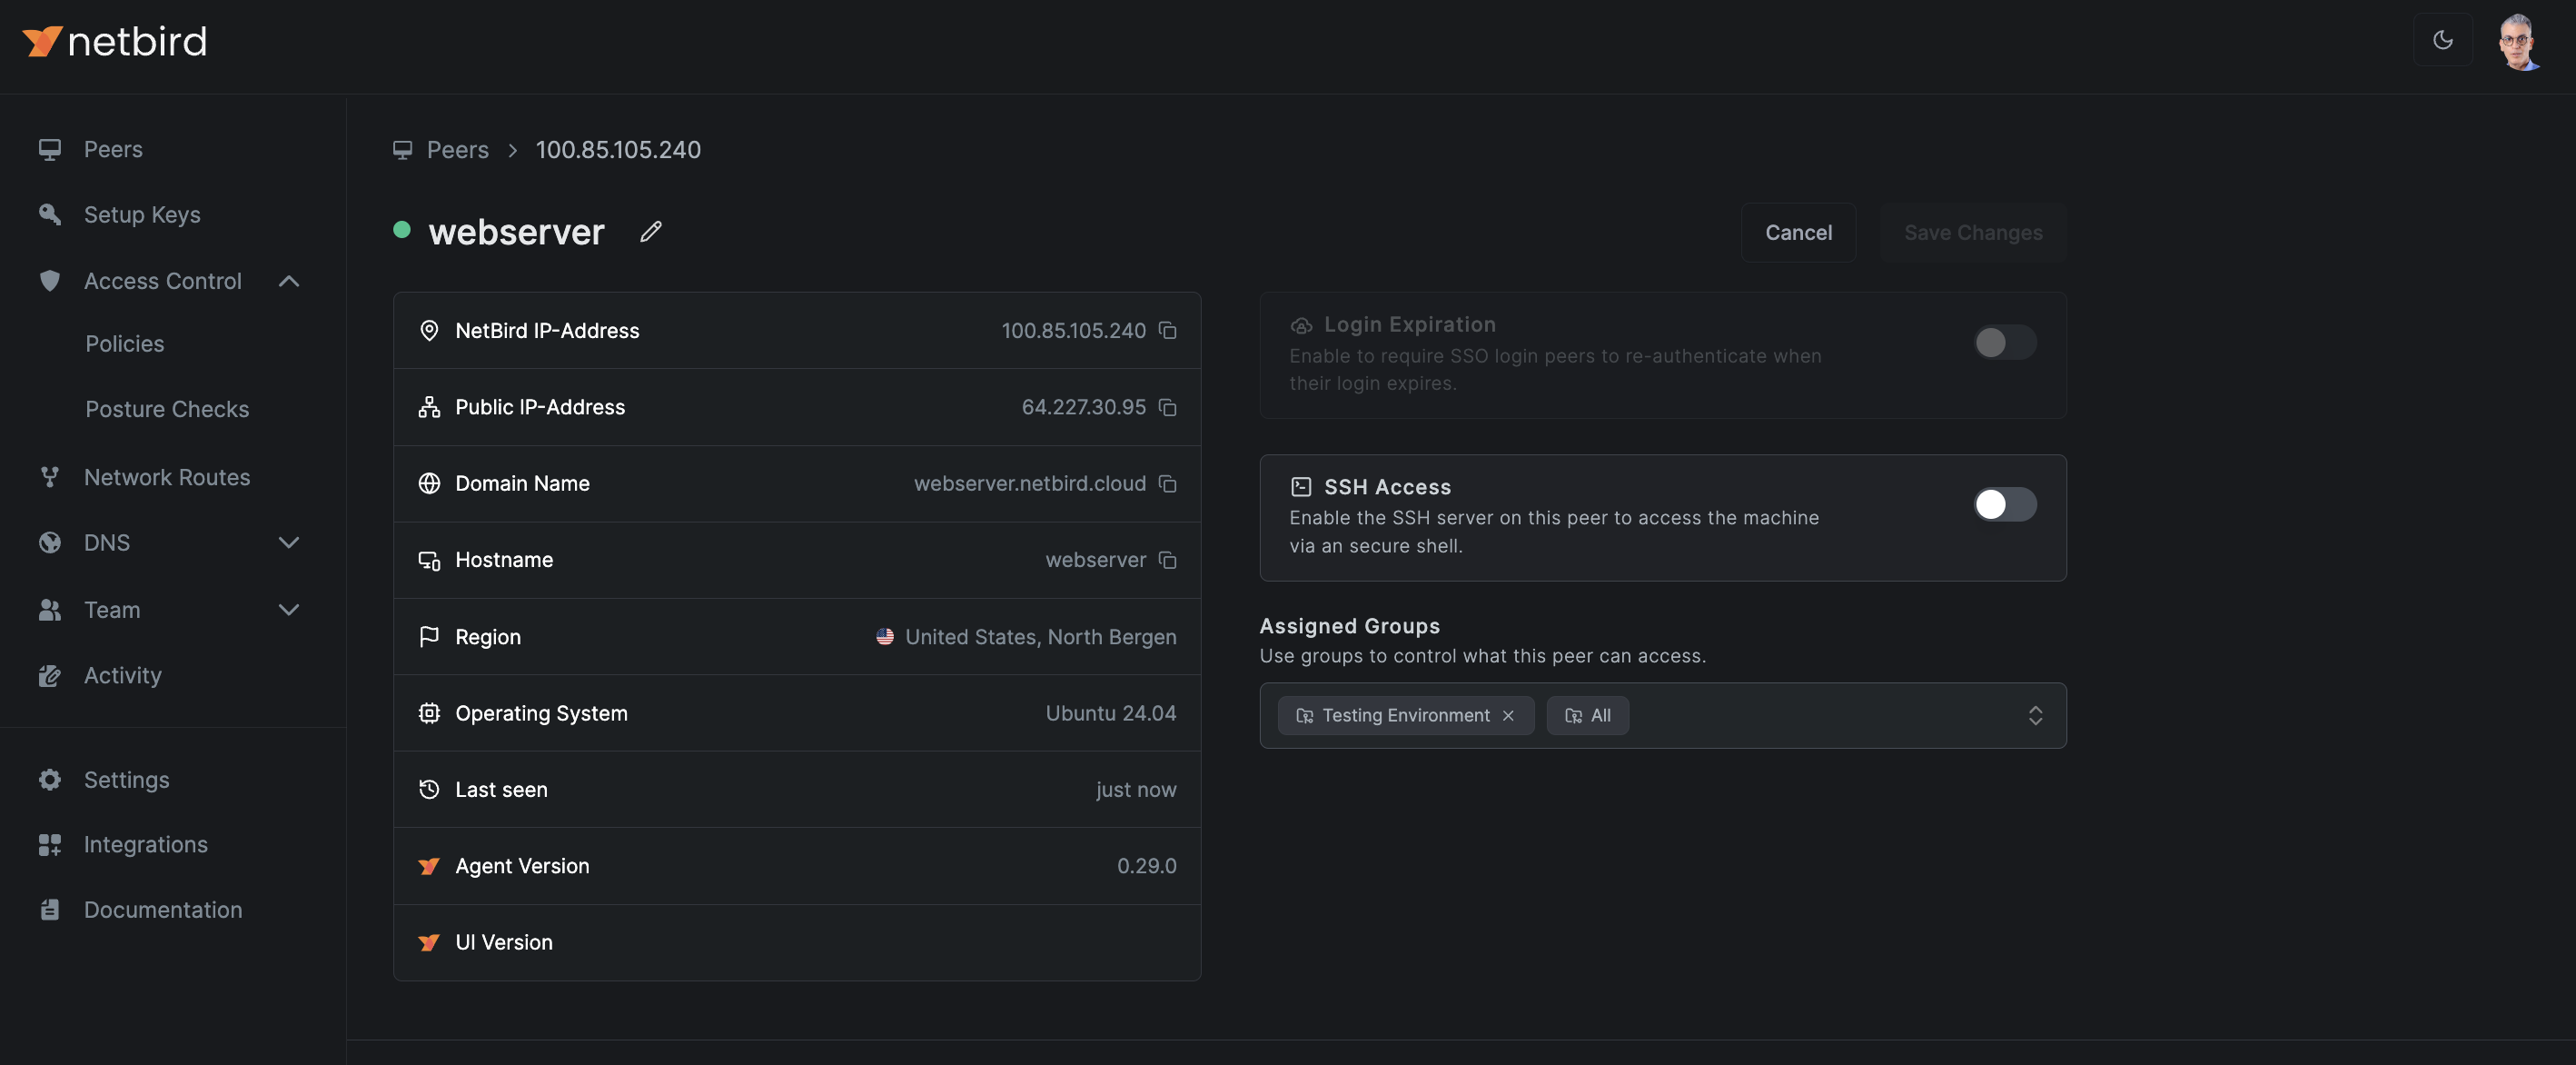 netbird
Peers
Setup Keys
Access Control
Policies
Posture Checks
Network Routes
DNS
Team
Activity
Settings
Integrations
Documentation
Peers > 100.85.105.240
webserver
Cancel
Save Changes
NetBird IP-Address 100.85.105.240
Public IP-Address 64.227.30.95
Domain Name webserver.netbird.cloud
Hostname webserver
Region United States, North Bergen
Operating System Ubuntu 24.04
Last seen just now
Agent Version 0.29.0
UI Version
Login Expiration
Enable to require SSO login peers to re-authenticate when
their login expires.
SSH Access
Enable the SSH server on this peer to access the machine
via an secure shell.
Assigned Groups
Use groups to control what this peer can access.
Testing Environment All